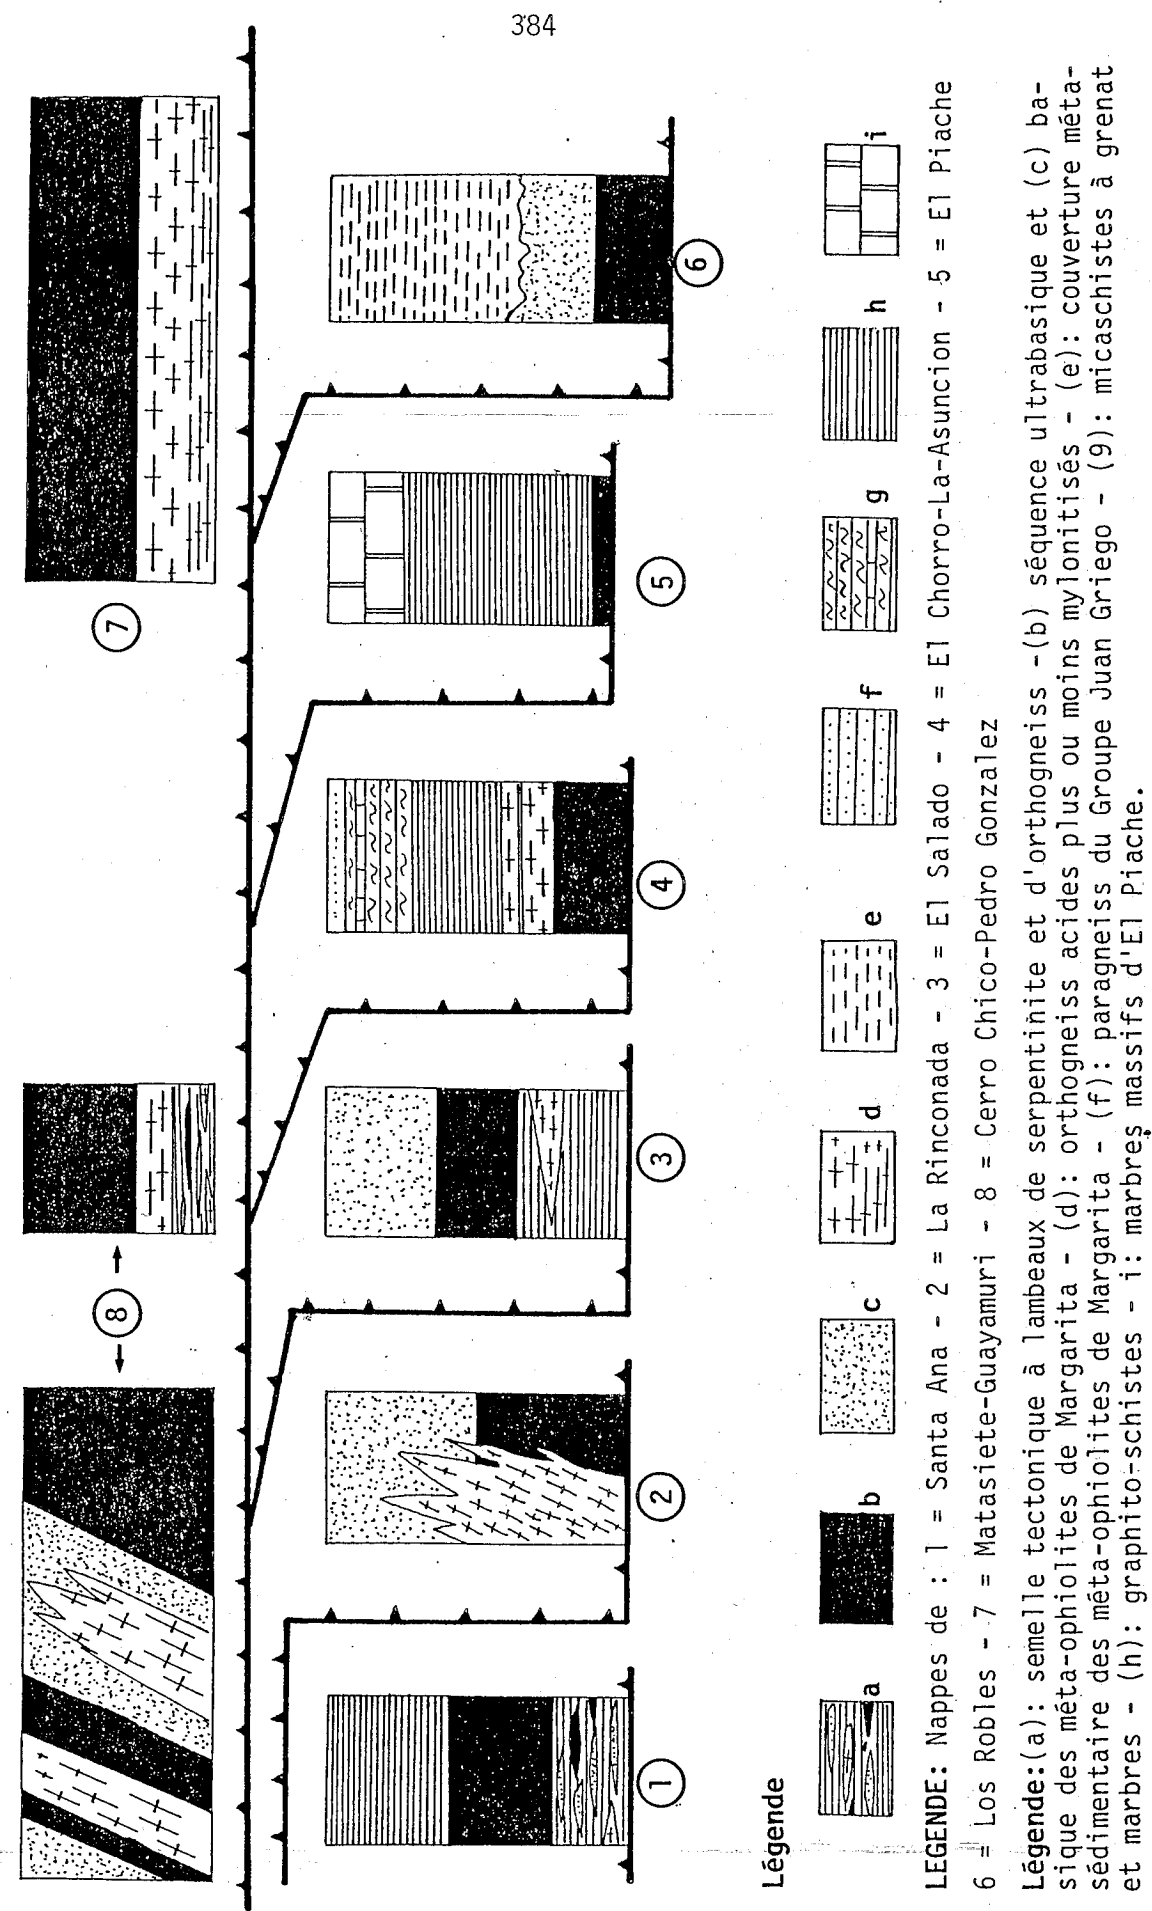 384
7
8
1
2
3
4
5
6
Légende
a
b
c
d
e
f
g
h
i
LEGENDE: Nappes de : 1 = Santa Ana - 2 = La Rinconada - 3 = El Salado - 4 = El Chorro-La-Asuncion - 5 = El Piache
6 = Los Robles - 7 = Matasiete-Guayamuri - 8 = Cerro Chico-Pedro Gonzalez
Légende:(a): semelle tectonique à lambeaux de serpentinite et d'orthogneiss -(b) séquence ultrabasique et (c) ba-
sique des méta-ophiolites de Margarita - (d): orthogneiss acides plus ou moins mylonitisés - (e): couverture méta-
sédimentaire des méta-ophiolites de Margarita - (f): paragneiss du Groupe Juan Griego - (9): micaschistes à grenat
et marbres - (h): graphito-schistes - i: marbres massifs d'El Piache.